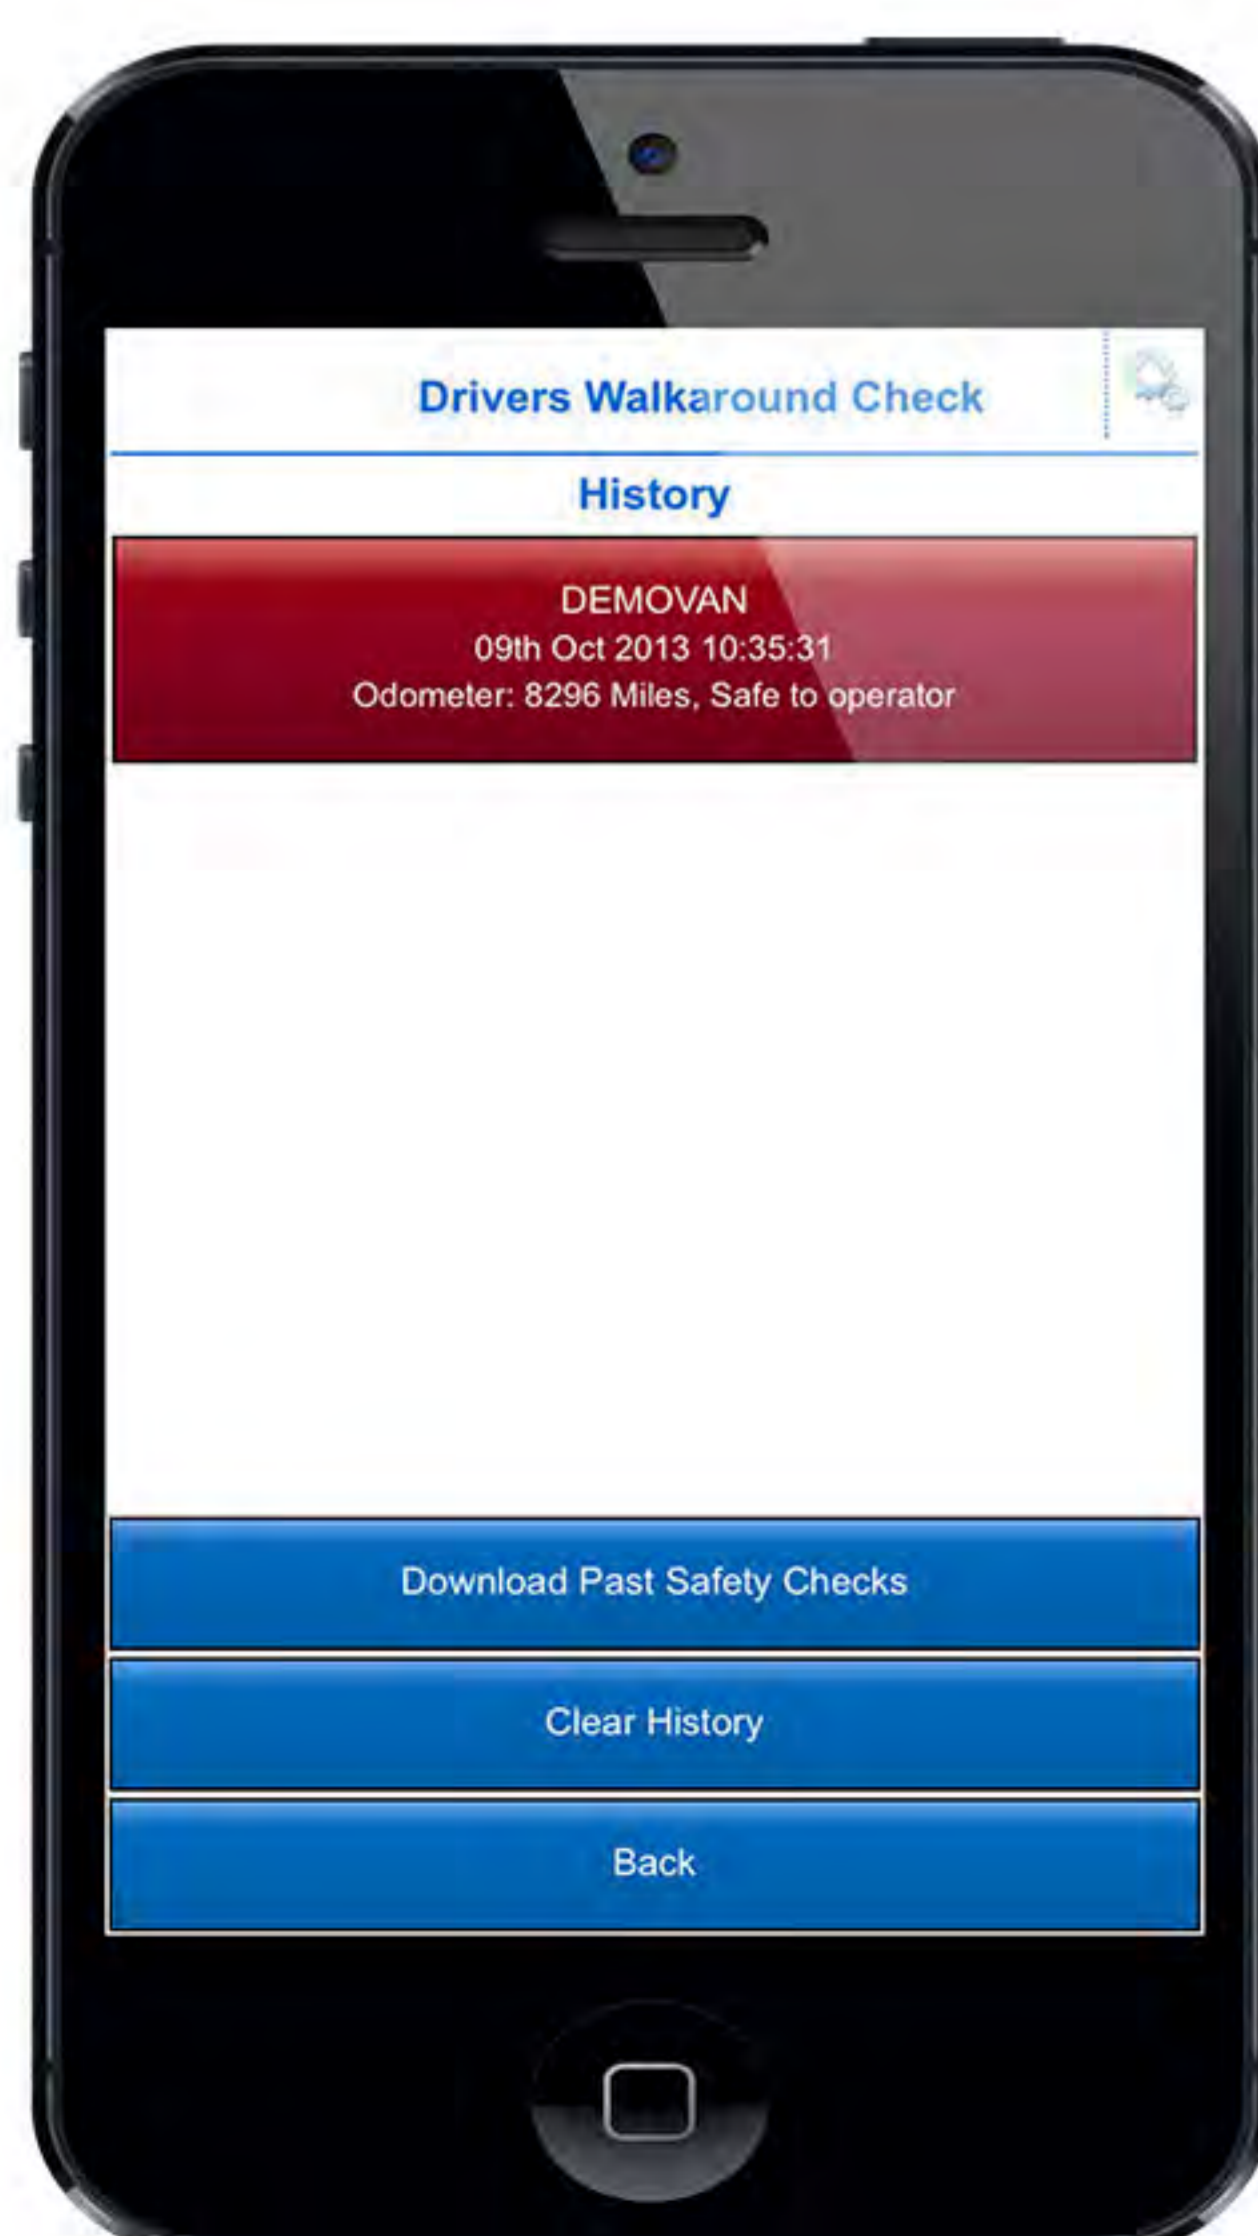 Drivers Walkaround Check
History
DEMOVAN
09th Oct 2013 10:35:31
Odometer: 8296 Miles, Safe to operator
Download Past Safety Checks
Clear History
Back